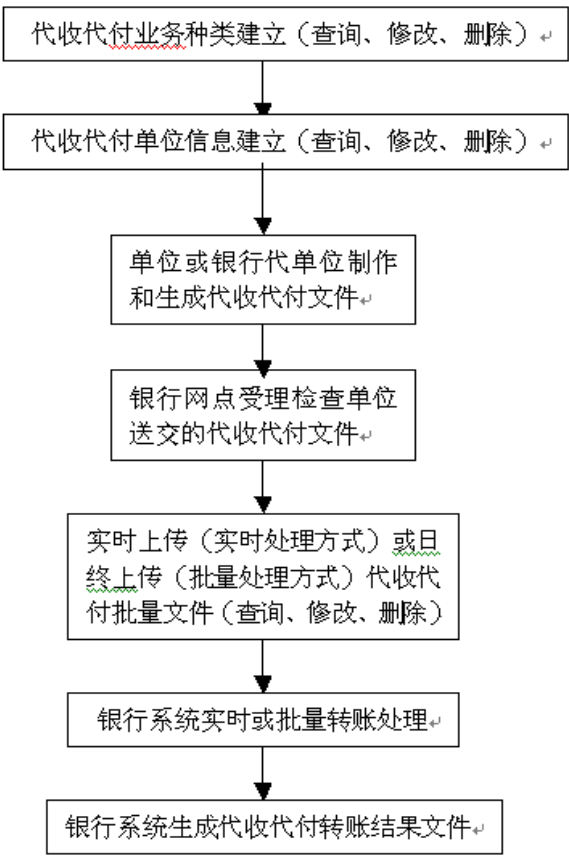 代收代付业务种类建立（查询、修改、删除）
代收代付单位信息建立（查询、修改、删除）
单位或银行代单位制作
和生成代收代付文件
银行网点受理检查单位
送交的代收代付文件
实时上传（实时处理方式）或日
终上传（批量处理方式）代收代
付批量文件（查询、修改、删除）
银行系统实时或批量转账处理
银行系统生成代收代付转账结果文件